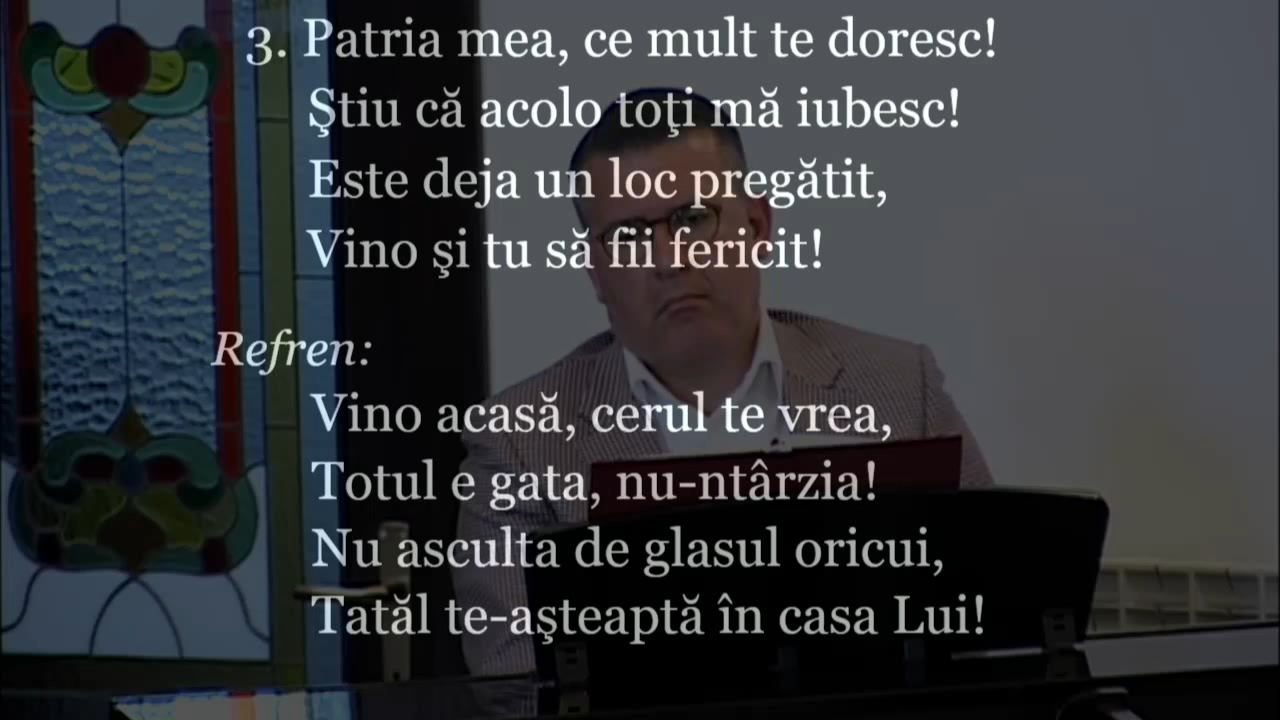 3. Patria mea, ce mult te doresc!
Ştiu că acolo toţi mă iubesc!
Este deja un loc pregătit,
Vino şi tu să fii fericit!
Refren:
Vino acasă, cerul te vrea,
Totul e gata, nu-ntârzia!
Nu asculta de glasul oricui,
Tatăl te-aşteaptă în casa Lui!